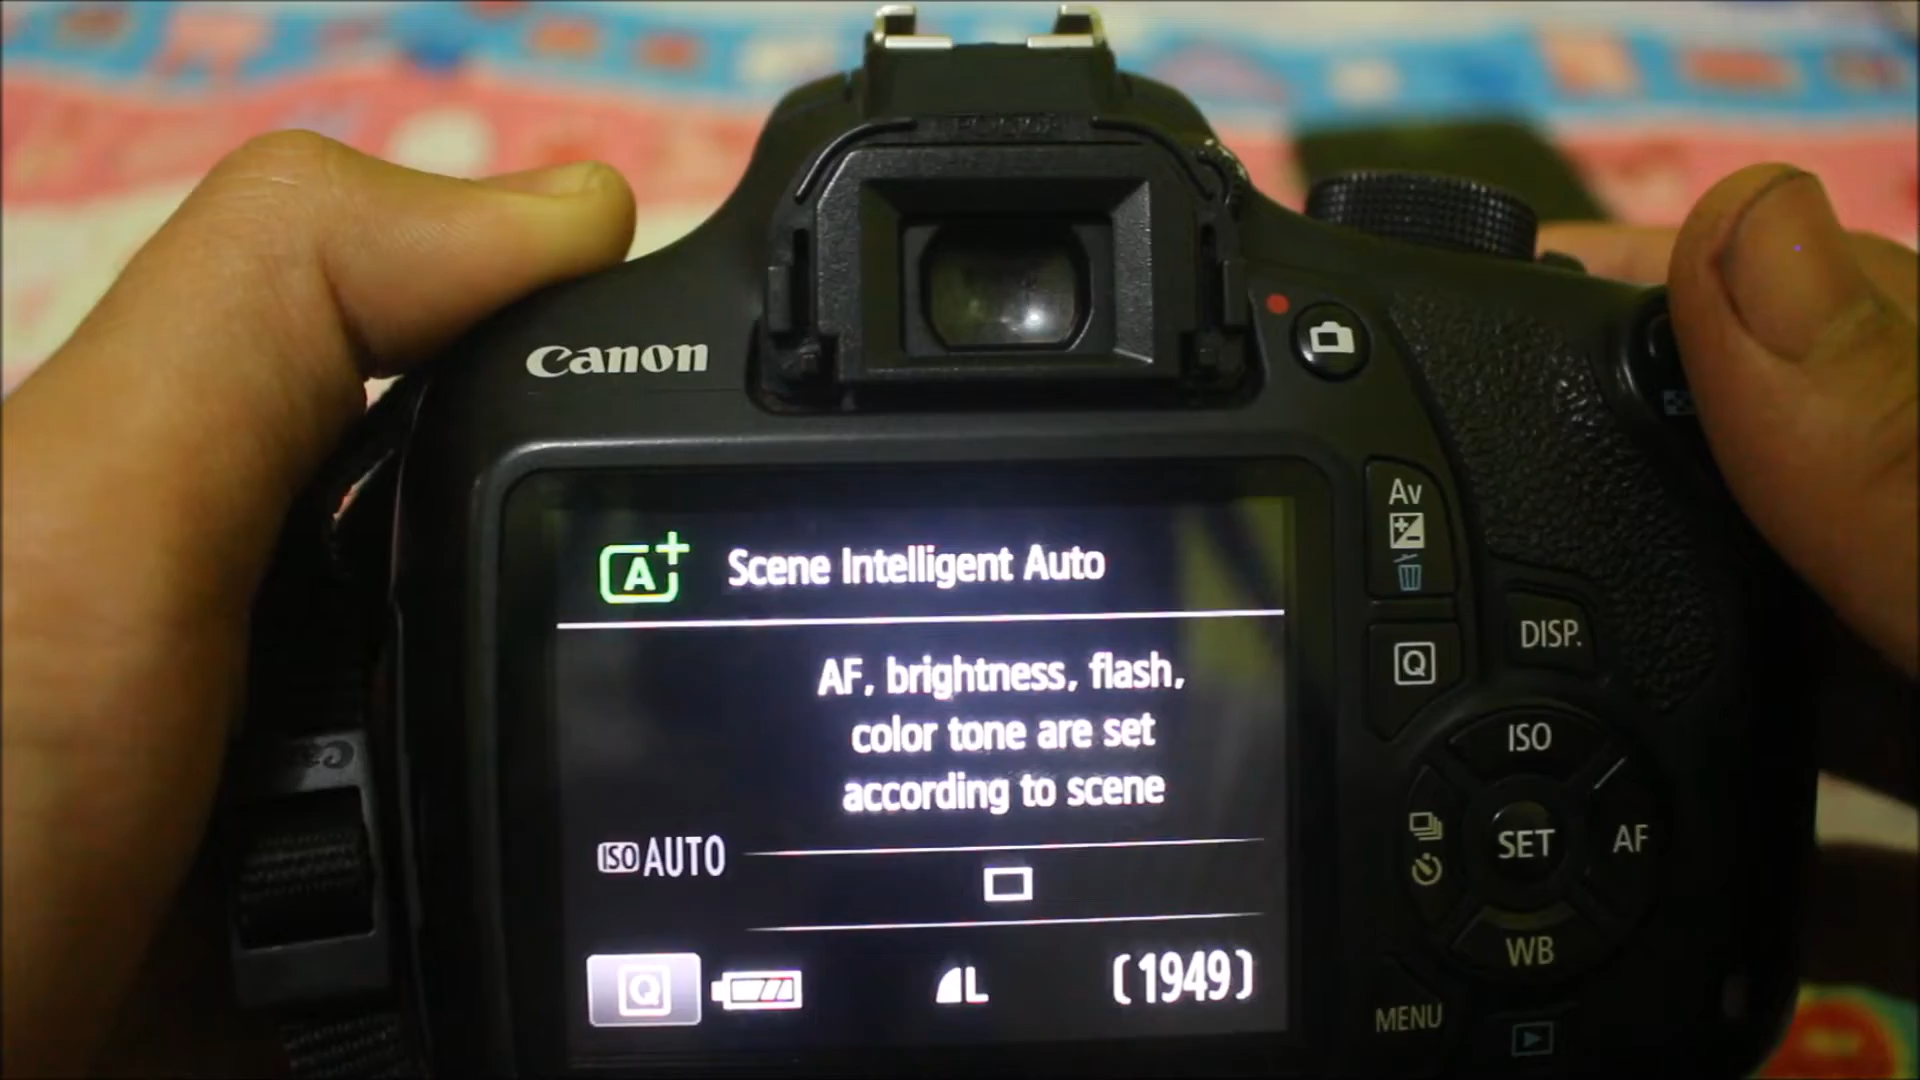 Canon
Av
A+ Scene Intelligent Auto
AF, brightness, flash,
color tone are set
according to scene
ISO AUTO
Q
L
(1949)
Q
DISP.
ISO
SET
AF
WB
MENU